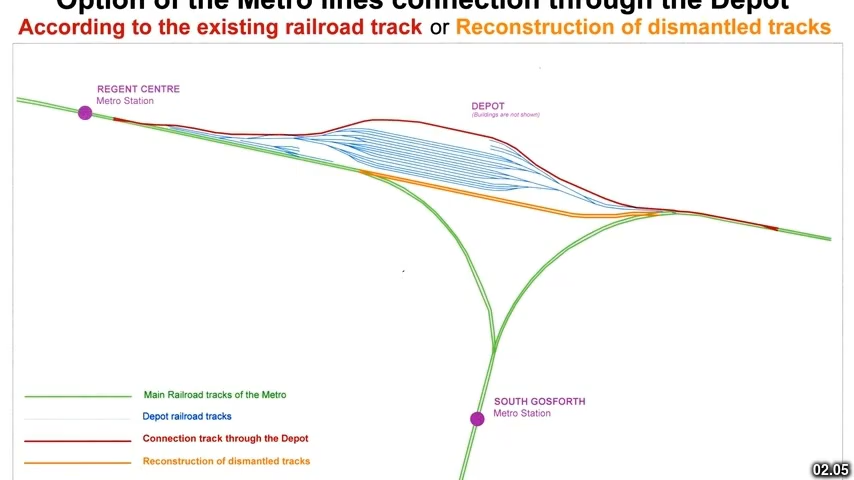 Option of the Metro lines connection through the Depot
According to the existing railroad track or Reconstruction of dismantled tracks
REGENT CENTRE
Metro Station
DEPOT
(Buildings are not shown)
SOUTH GOSFORTH
Metro Station
Main Railroad tracks of the Metro
Depot railroad tracks
Connection track through the Depot
Reconstruction of dismantled tracks
02.05